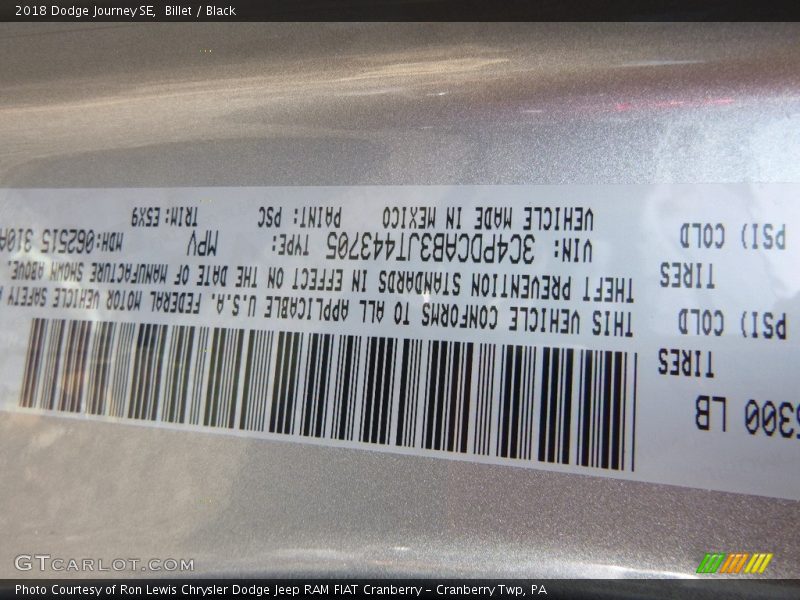 2018 Dodge Journey SE, Billet / Black
5300 LB
TIRES
PSI) COLD
TIRES
PSI) COLD
THIS VEHICLE CONFORMS TO ALL APPLICABLE U.S.A. FEDERAL MOTOR VEHICLE SAFETY
THEFT PREVENTION STANDARDS IN EFFECT ON THE DATE OF MANUFACTURE SHOWN ABOVE.
VIN: 3C4PDCAB3JT443705 TYPE: MPV MDH:062515
VEHICLE MADE IN MEXICO PAINT: PSC TRIM: E5X9
GTCARLOT.COM
Photo Courtesy of Ron Lewis Chrysler Dodge Jeep RAM FIAT Cranberry – Cranberry Twp, PA